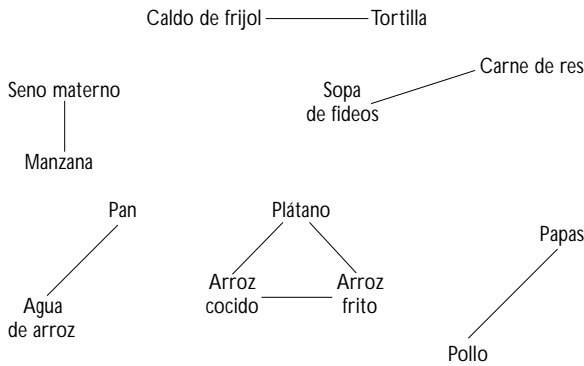 Caldo de frijol
Tortilla
Carne de res
Seno materno
Sopa
de fideos
Manzana
Pan
Plátano
Papas
Agua
de arroz
Arroz
cocido
Arroz
frito
Pollo